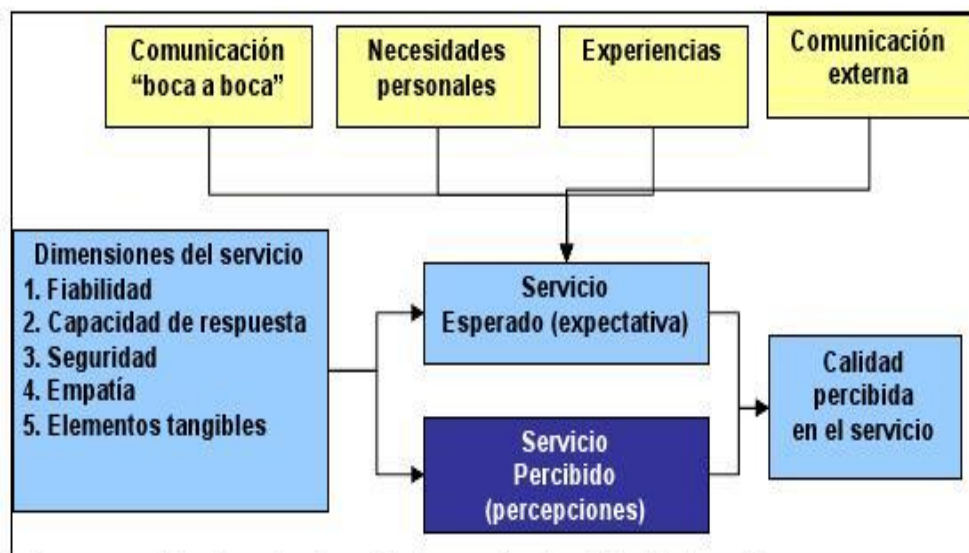 Comunicación
“boca a boca”
Necesidades
personales
Experiencias
Comunicación
externa
Dimensiones del servicio
1. Fiabilidad
2. Capacidad de respuesta
3. Seguridad
4. Empatía
5. Elementos tangibles
Servicio
Esperado (expectativa)
Servicio
Percibido
(percepciones)
Calidad
percibida
en el servicio